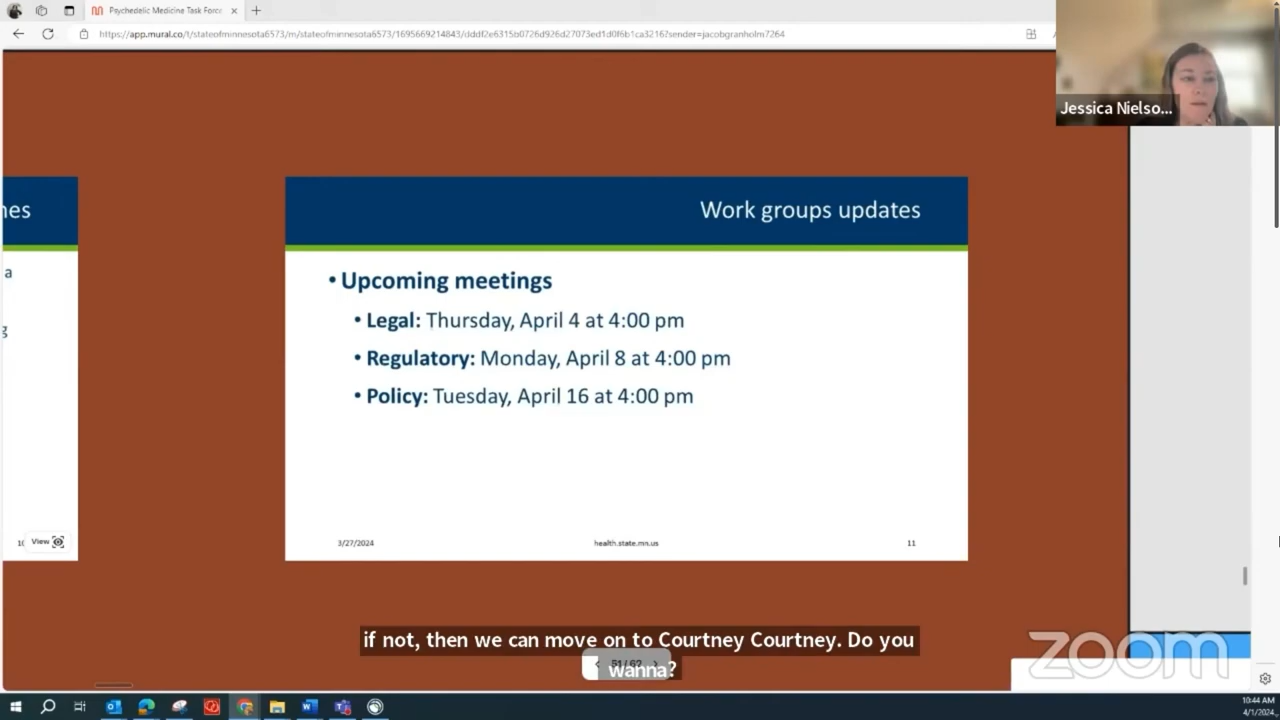 Psychedelic Medicine Task Force
https://app.mural.co/t/stateofminnesota6573/m/stateofminnesota6573/1695669214843/dddf2e6315b0726d926d27073ed1d0f6b1ca3216?sender=jacobgranholm7264
Jessica Nielso...
nes
Work groups updates
a
• Upcoming meetings
• Legal: Thursday, April 4 at 4:00 pm
g
• Regulatory: Monday, April 8 at 4:00 pm
• Policy: Tuesday, April 16 at 4:00 pm
View
3/27/2024
health.state.mn.us
11
if not, then we can move on to Courtney Courtney. Do you
wanna?
51/62
zoom
10:44 AM
4/1/2024